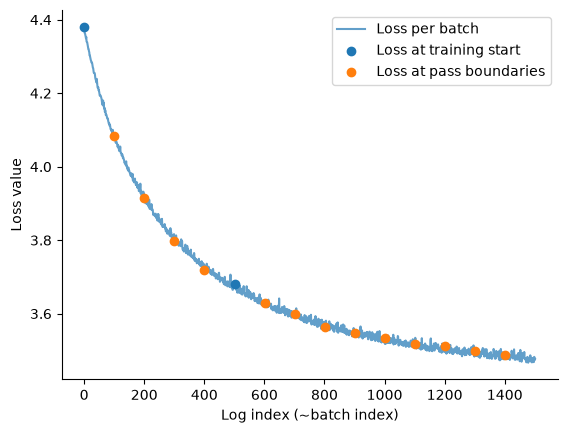 4.4
4.2
4.0
3.8
3.6
Loss value
0 200 400 600 800 1000 1200 1400
Log index (~batch index)
Loss per batch
Loss at training start
Loss at pass boundaries